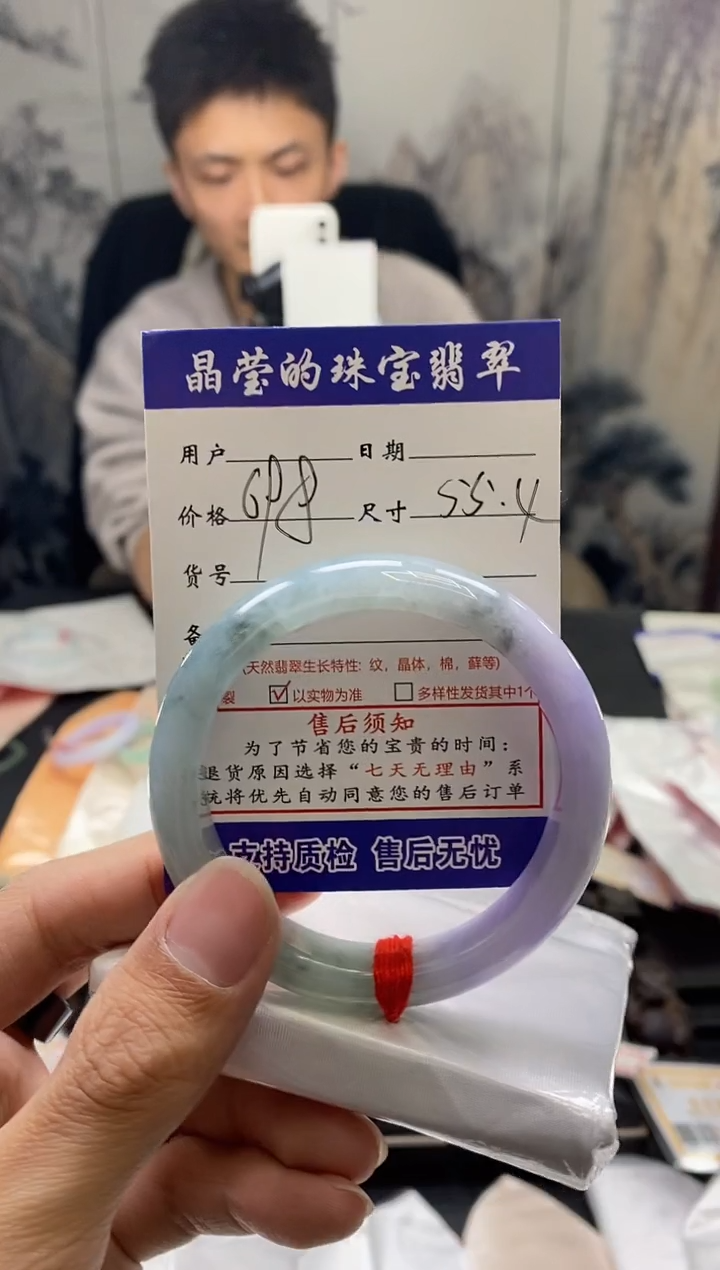 晶莹的珠宝翡翠
用户 日期
价格 698 尺寸 55.4
货号
备
(天然翡翠生长特性: 纹, 晶体, 棉, 藓等)
裂 ☑ 以实物为准 ☐ 多样性发货其中1个
售后须知
为了节省您的宝贵的时间:
退货原因选择“七天无理由”系
统将优先自动同意您的售后订单
支持质检 售后无忧